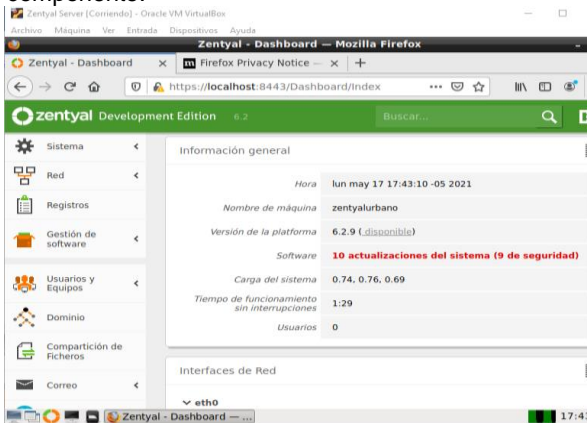 componente.
Zentyal Server [Corriendo] - Oracle VM VirtualBox
Archivo Máquina Ver Entrada Dispositivos Ayuda
Zentyal - Dashboard — Mozilla Firefox
Zentyal - Dashboard × m Firefox Privacy Notice — × +
https://localhost:8443/Dashboard/Index
zentyal Development Edition 6.2 Buscar...
Sistema
Red
Registros
Gestión de software
Usuarios y Equipos
Dominio
Compartición de Ficheros
Correo
Información general
Hora lun may 17 17:43:10 -05 2021
Nombre de máquina zentyalurbano
Versión de la plataforma 6.2.9 (disponible)
Software 10 actualizaciones del sistema (9 de seguridad)
Carga del sistema 0.74, 0.76, 0.69
Tiempo de funcionamiento sin interrupciones 1:29
Usuarios 0
Interfaces de Red
eth0
Zentyal - Dashboard — ...